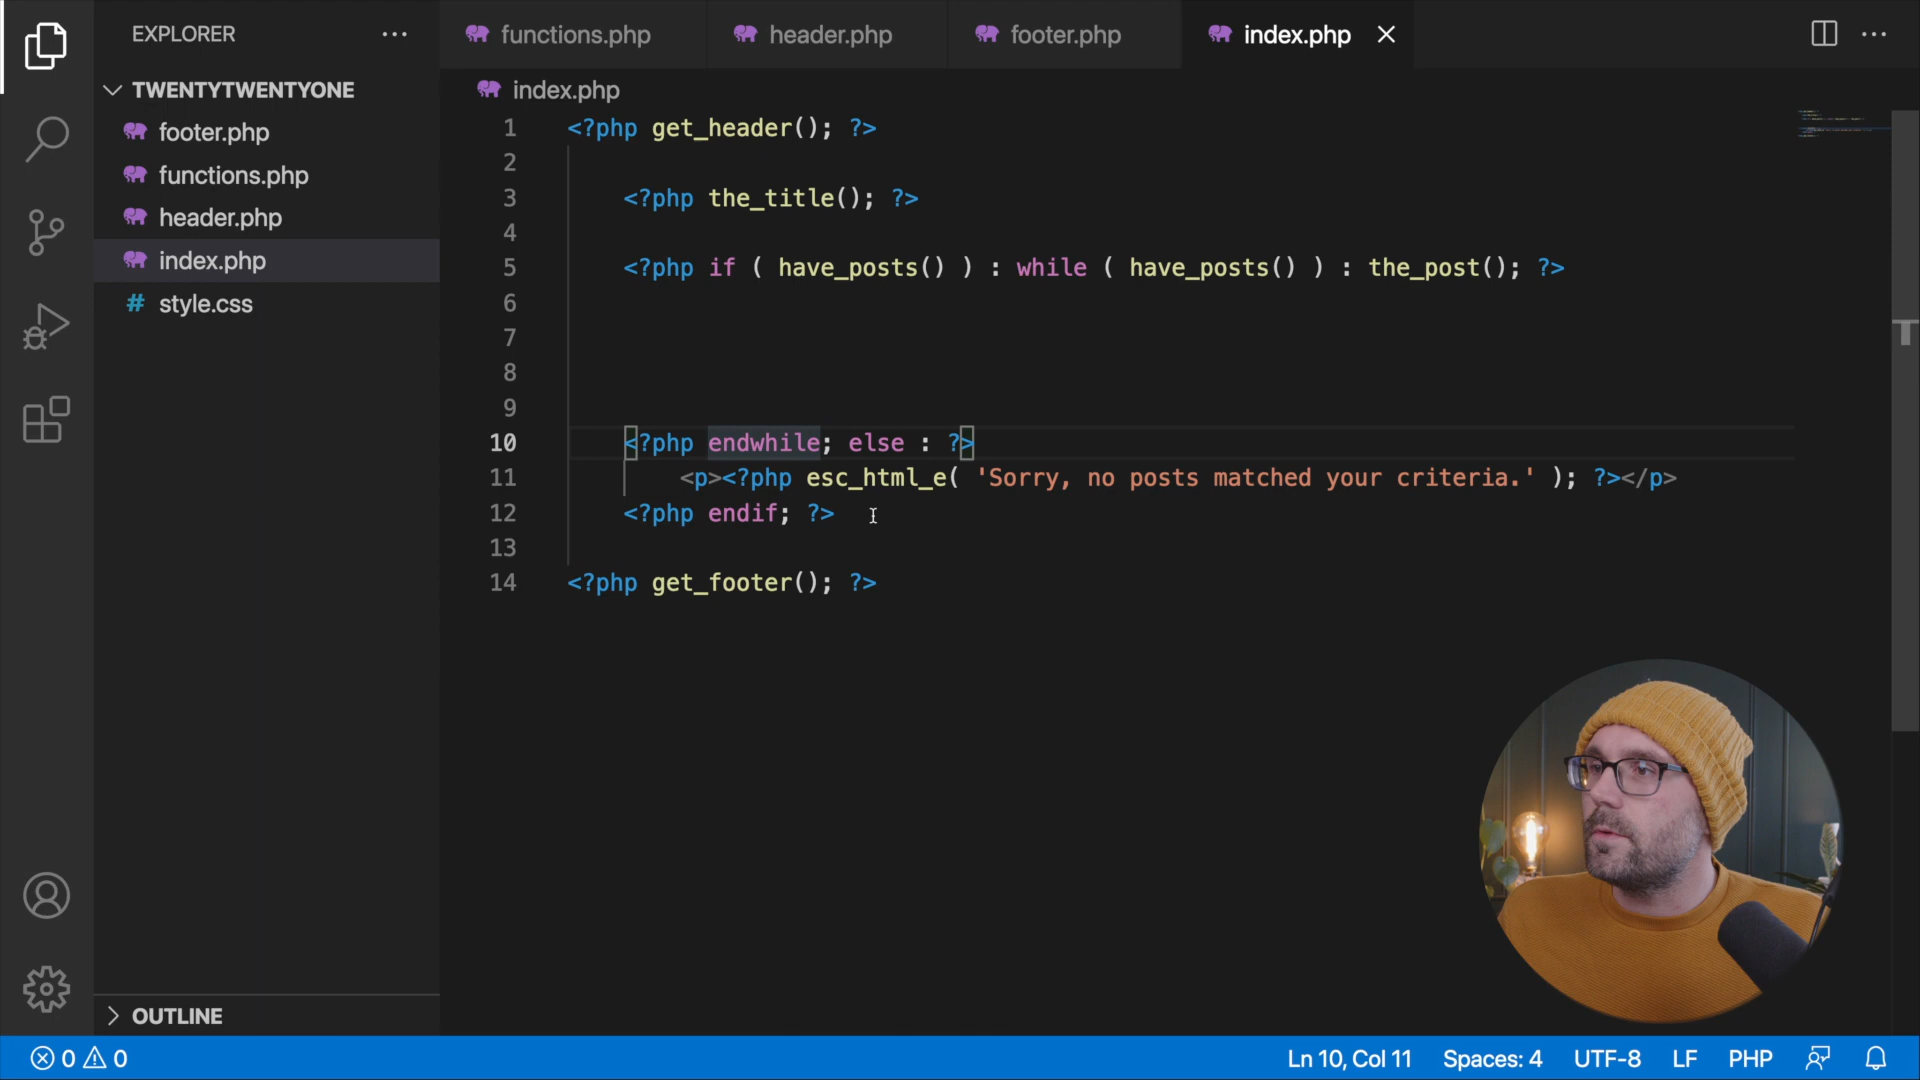 EXPLORER
TWENTYTWENTYONE
footer.php
functions.php
header.php
index.php
# style.css
OUTLINE
functions.php
header.php
footer.php
index.php
index.php
1 <?php get_header(); ?>
2
3 <?php the_title(); ?>
4
5 <?php if ( have_posts() ) : while ( have_posts() ) : the_post(); ?>
6
7
8
9
10 <?php endwhile; else : ?>
11 <p><?php esc_html_e( 'Sorry, no posts matched your criteria.' ); ?></p>
12 <?php endif; ?>
13
14 <?php get_footer(); ?>
0 0
Ln 10, Col 11 Spaces: 4 UTF-8 LF PHP